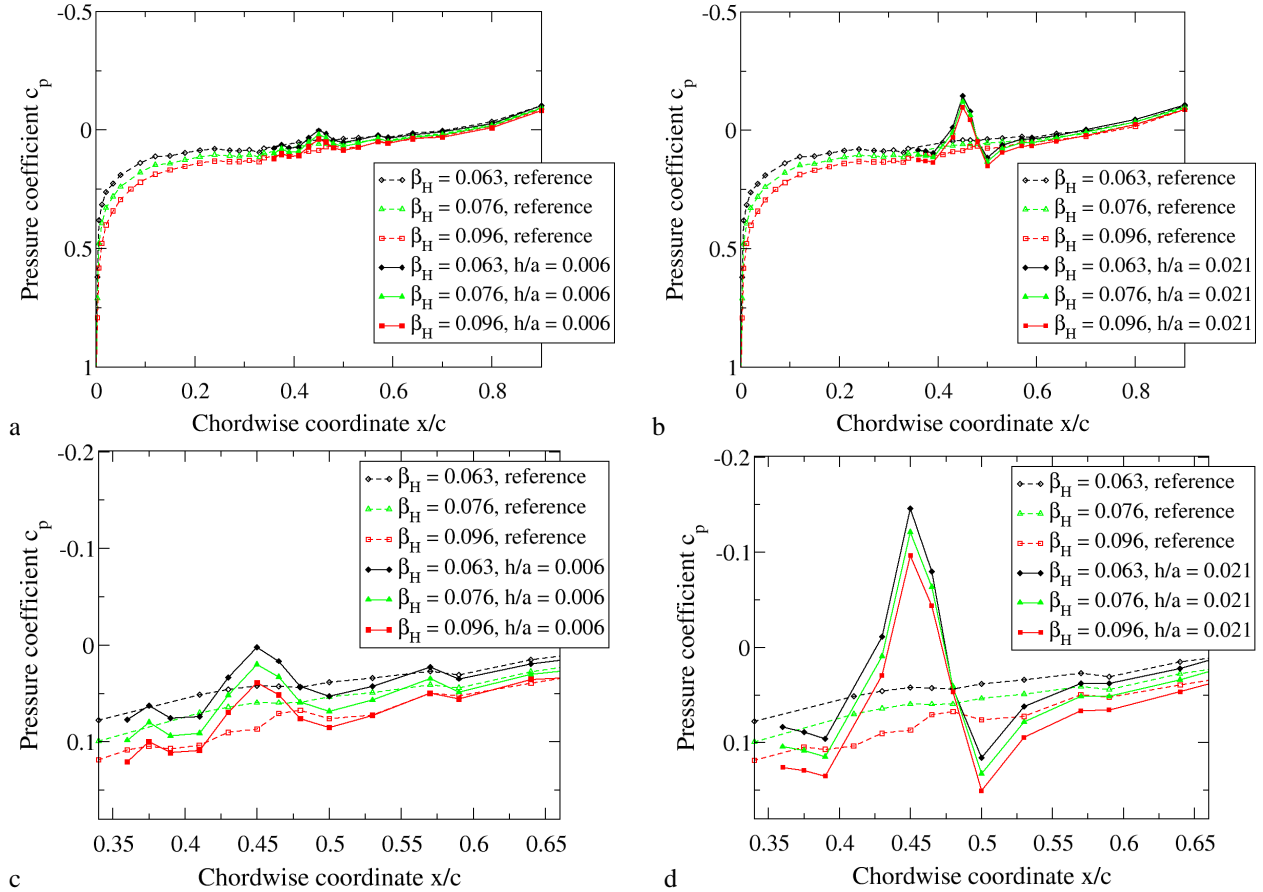 -0.5
0
0.5
1
Pressure coefficient c_p
0 0.2 0.4 0.6 0.8
Chordwise coordinate x/c
β_H = 0.063, reference
β_H = 0.076, reference
β_H = 0.096, reference
β_H = 0.063, h/a = 0.006
β_H = 0.076, h/a = 0.006
β_H = 0.096, h/a = 0.006
a
-0.5
0
0.5
1
Pressure coefficient c_p
0 0.2 0.4 0.6 0.8
Chordwise coordinate x/c
β_H = 0.063, reference
β_H = 0.076, reference
β_H = 0.096, reference
β_H = 0.063, h/a = 0.021
β_H = 0.076, h/a = 0.021
β_H = 0.096, h/a = 0.021
b
-0.2
-0.1
0
0.1
Pressure coefficient c_p
0.35 0.4 0.45 0.5 0.55 0.6 0.65
Chordwise coordinate x/c
β_H = 0.063, reference
β_H = 0.076, reference
β_H = 0.096, reference
β_H = 0.063, h/a = 0.006
β_H = 0.076, h/a = 0.006
β_H = 0.096, h/a = 0.006
c
-0.2
-0.1
0
0.1
Pressure coefficient c_p
0.35 0.4 0.45 0.5 0.55 0.6 0.65
Chordwise coordinate x/c
β_H = 0.063, reference
β_H = 0.076, reference
β_H = 0.096, reference
β_H = 0.063, h/a = 0.021
β_H = 0.076, h/a = 0.021
β_H = 0.096, h/a = 0.021
d